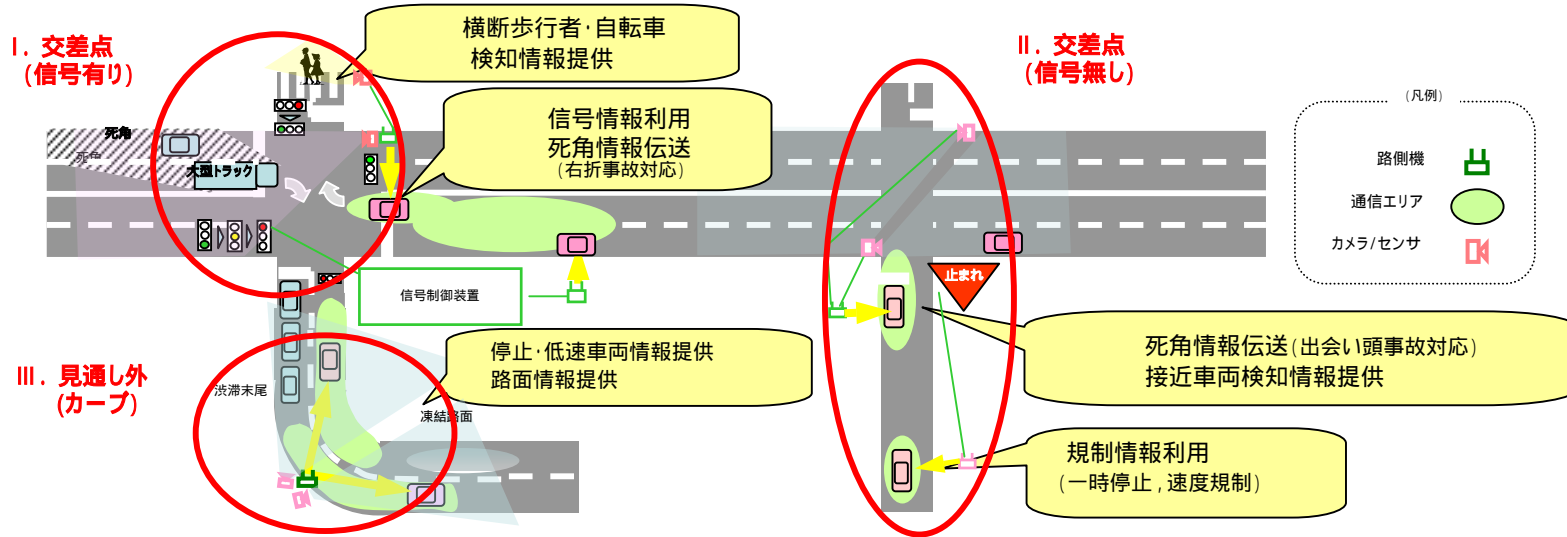 Ⅰ. 交差点
(信号有り)
横断歩行者･自転車
検知情報提供
信号情報利用
死角情報伝送
(右折事故対応)
死角
死角
大型トラック
信号制御装置
Ⅱ. 交差点
(信号無し)
(凡例)
路側機
通信エリア
カメラ/センサ
止まれ
死角情報伝送(出会い頭事故対応)
接近車両検知情報提供
規制情報利用
(一時停止,速度規制)
Ⅲ. 見通し外
(カーブ)
渋滞末尾
停止･低速車両情報提供
路面情報提供
凍結路面